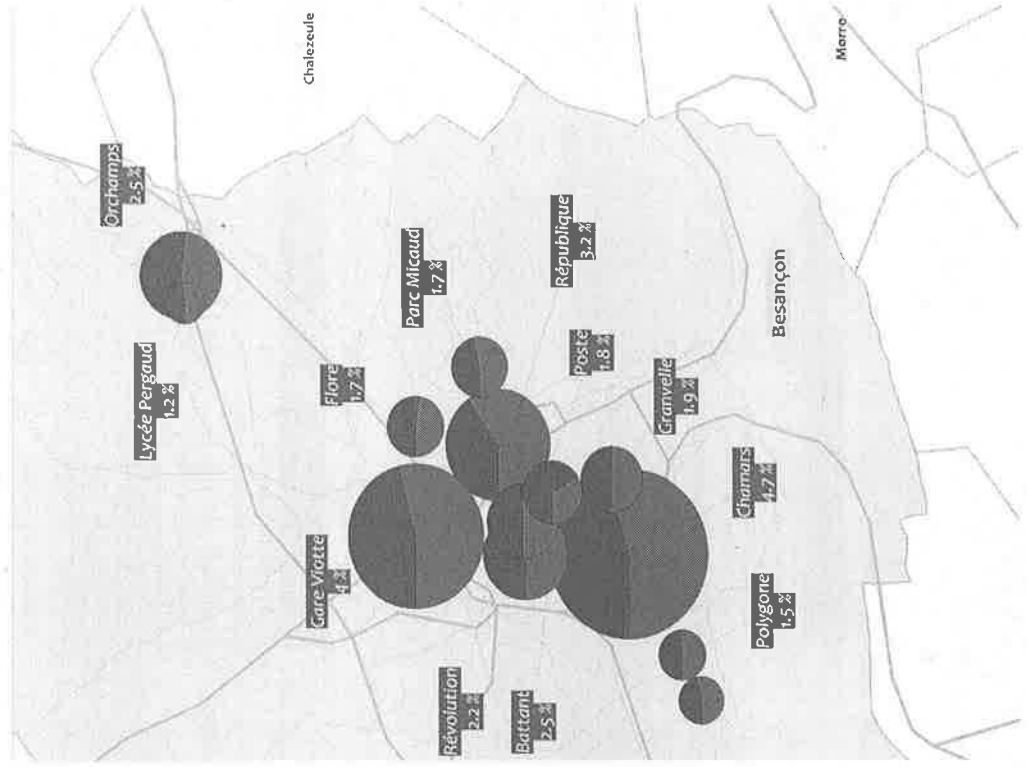 Chalezeule
Morre
Orchamps
2.5 %
Parc Micaud
1.7 %
République
3.2 %
Besançon
Lycée Pergaud
1.2 %
Flore
1.7 %
Poste
1.8 %
Granvelle
1.9 %
Chamars
4.7 %
Gare Viotte
4 %
Polygone
1.5 %
Révolution
2.2 %
Battant
2.5 %